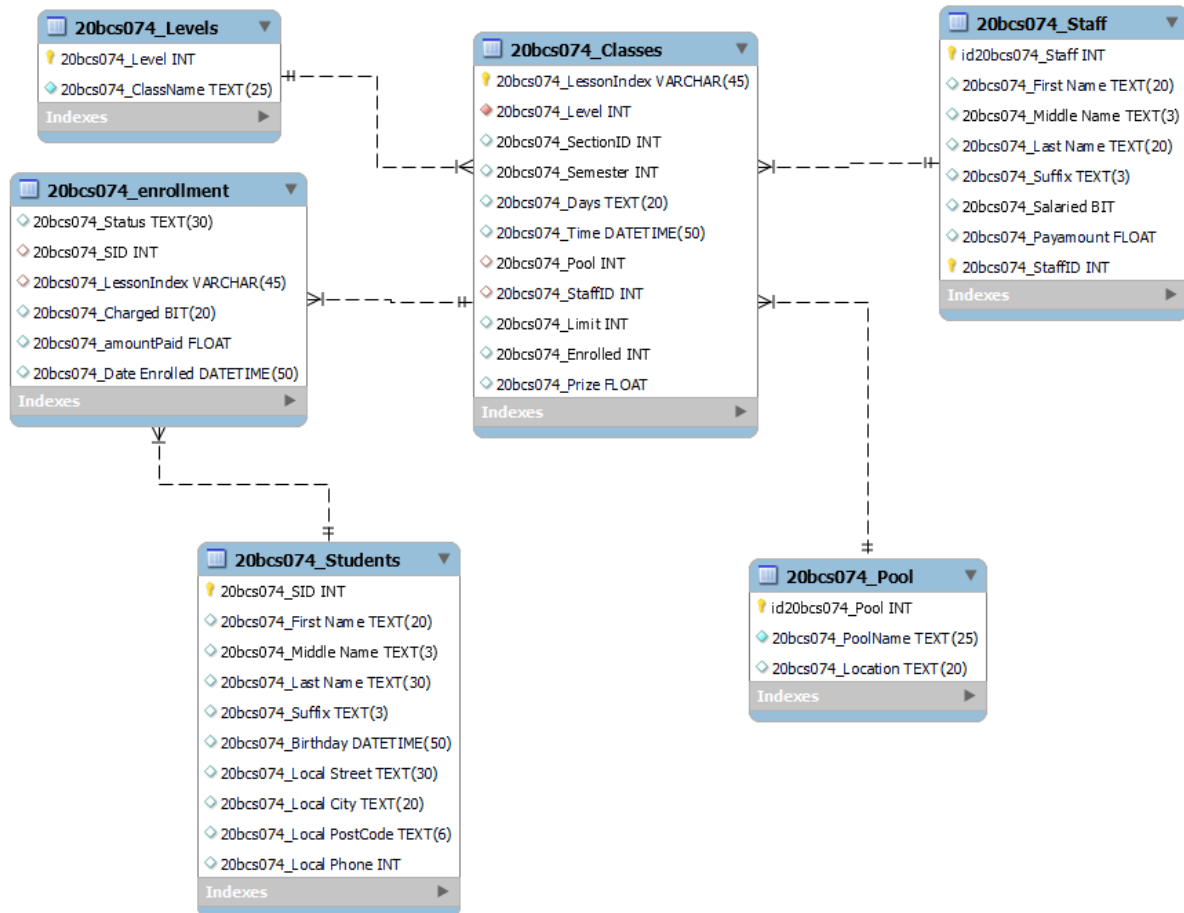 20bcs074_Levels
20bcs074_Level INT
20bcs074_ClassName TEXT(25)
Indexes
20bcs074_enrollment
20bcs074_Status TEXT(30)
20bcs074_SID INT
20bcs074_LessonIndex VARCHAR(45)
20bcs074_Charged BIT(20)
20bcs074_amountPaid FLOAT
20bcs074_Date Enrolled DATETIME(50)
Indexes
20bcs074_Classes
20bcs074_LessonIndex VARCHAR(45)
20bcs074_Level INT
20bcs074_SectionID INT
20bcs074_Semester INT
20bcs074_Days TEXT(20)
20bcs074_Time DATETIME(50)
20bcs074_Pool INT
20bcs074_StaffID INT
20bcs074_Limit INT
20bcs074_Enrolled INT
20bcs074_Prize FLOAT
Indexes
20bcs074_Staff
id20bcs074_Staff INT
20bcs074_First Name TEXT(20)
20bcs074_Middle Name TEXT(3)
20bcs074_Last Name TEXT(20)
20bcs074_Suffix TEXT(3)
20bcs074_Salaried BIT
20bcs074_Payamount FLOAT
20bcs074_StaffID INT
Indexes
20bcs074_Students
20bcs074_SID INT
20bcs074_First Name TEXT(20)
20bcs074_Middle Name TEXT(3)
20bcs074_Last Name TEXT(30)
20bcs074_Suffix TEXT(3)
20bcs074_Birthday DATETIME(50)
20bcs074_Local Street TEXT(30)
20bcs074_Local City TEXT(20)
20bcs074_Local PostCode TEXT(6)
20bcs074_Local Phone INT
Indexes
20bcs074_Pool
id20bcs074_Pool INT
20bcs074_PoolName TEXT(25)
20bcs074_Location TEXT(20)
Indexes